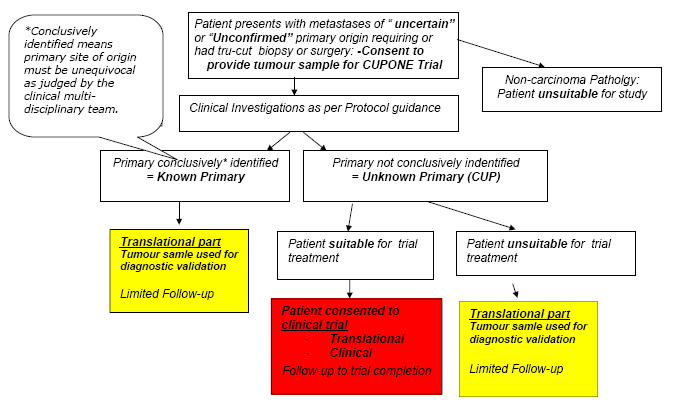 *Conclusively
identified means
primary site of origin
must be unequivocal
as judged by the
clinical multi-
disciplinary team.
Patient presents with metastases of “ uncertain”
or “Unconfirmed” primary origin requiring or
had tru-cut biopsy or surgery: -Consent to
provide tumour sample for CUPONE Trial
Non-carcinoma Patholgy:
Patient unsuitable for study
Clinical Investigations as per Protocol guidance
Primary conclusively* identified
= Known Primary
Primary not conclusively indentified
= Unknown Primary (CUP)
Translational part
Tumour samle used for
diagnostic validation
Limited Follow-up
Patient suitable for trial
treatment
Patient unsuitable for trial
treatment
Patient consented to
clinical trial
- Translational
- Clinical
Follow-up to trial completion
Translational part
Tumour samle used for
diagnostic validation
Limited Follow-up